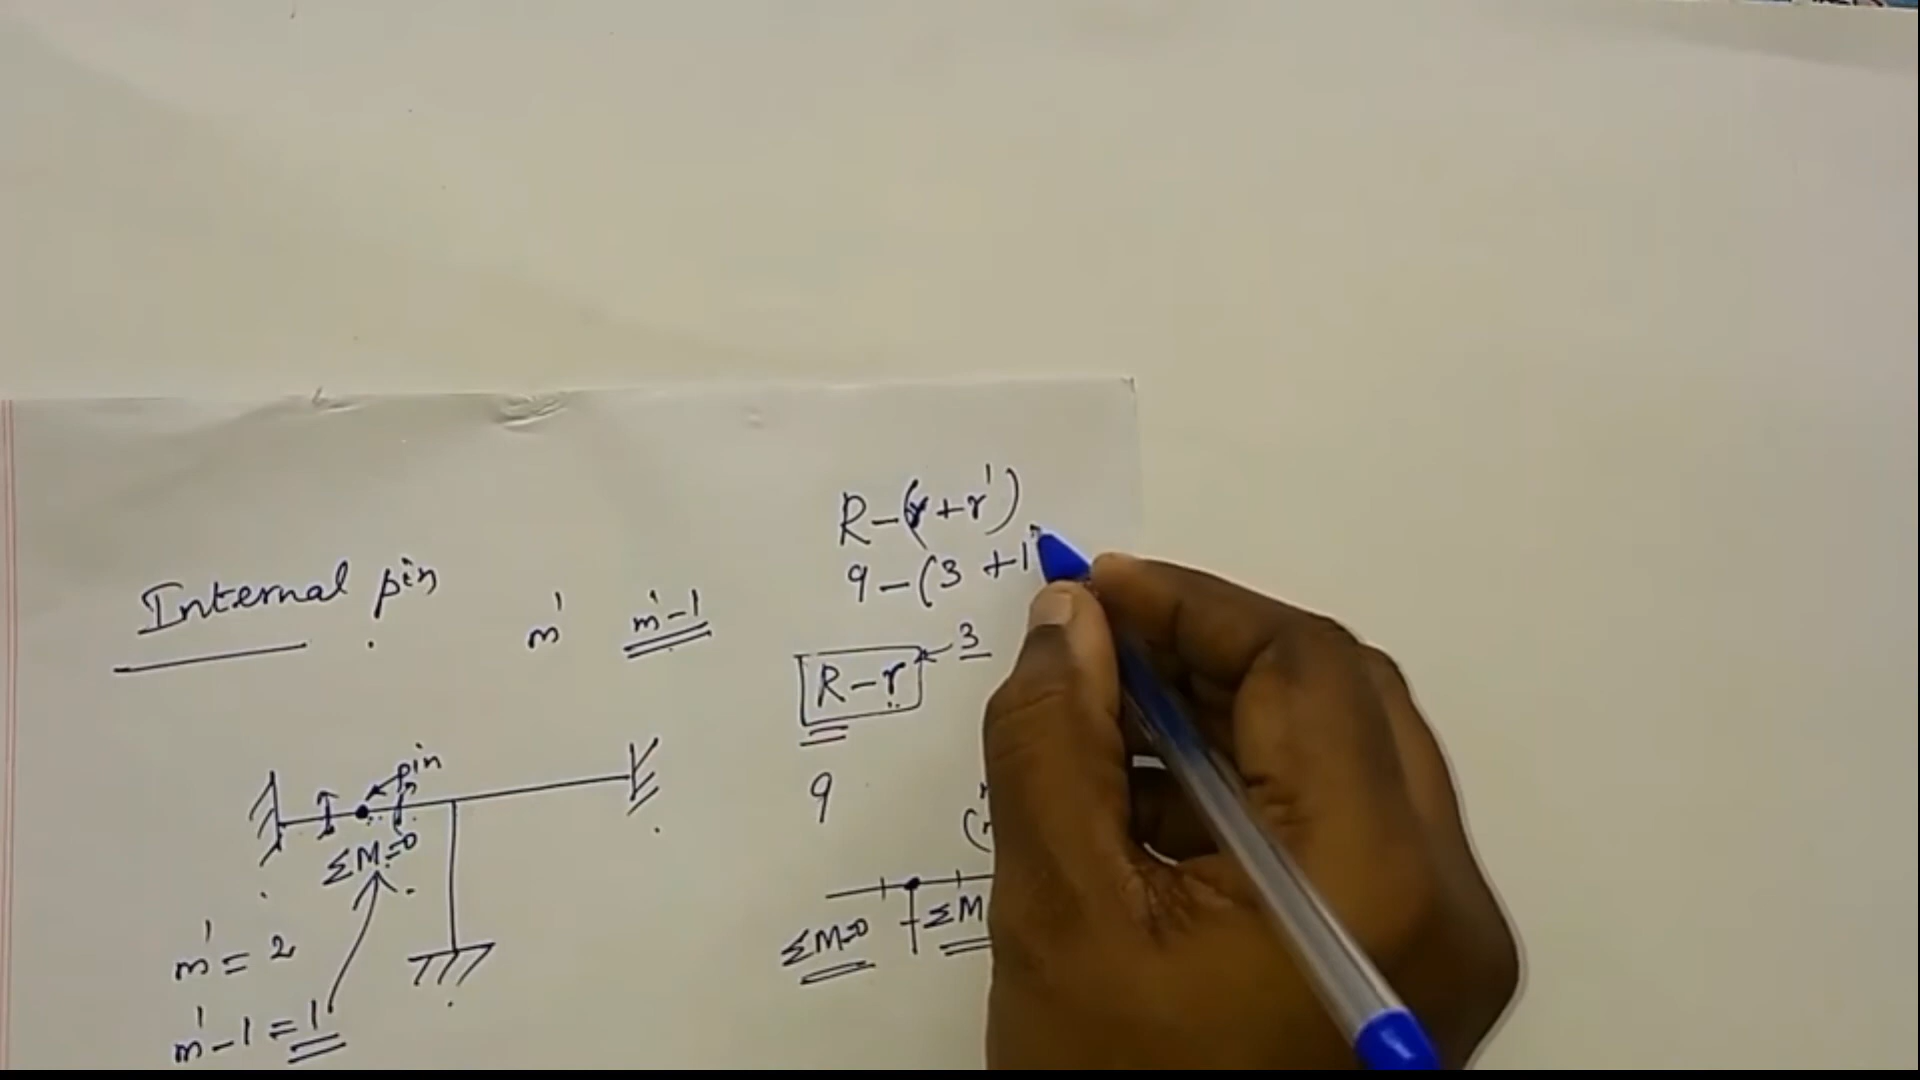 R-(r+r')
9-(3+1
Internal pin
m' m'-1
3
R-r
pin
9
ΣM=0
ΣM=0 ΣM
m'=2
m'-1=1